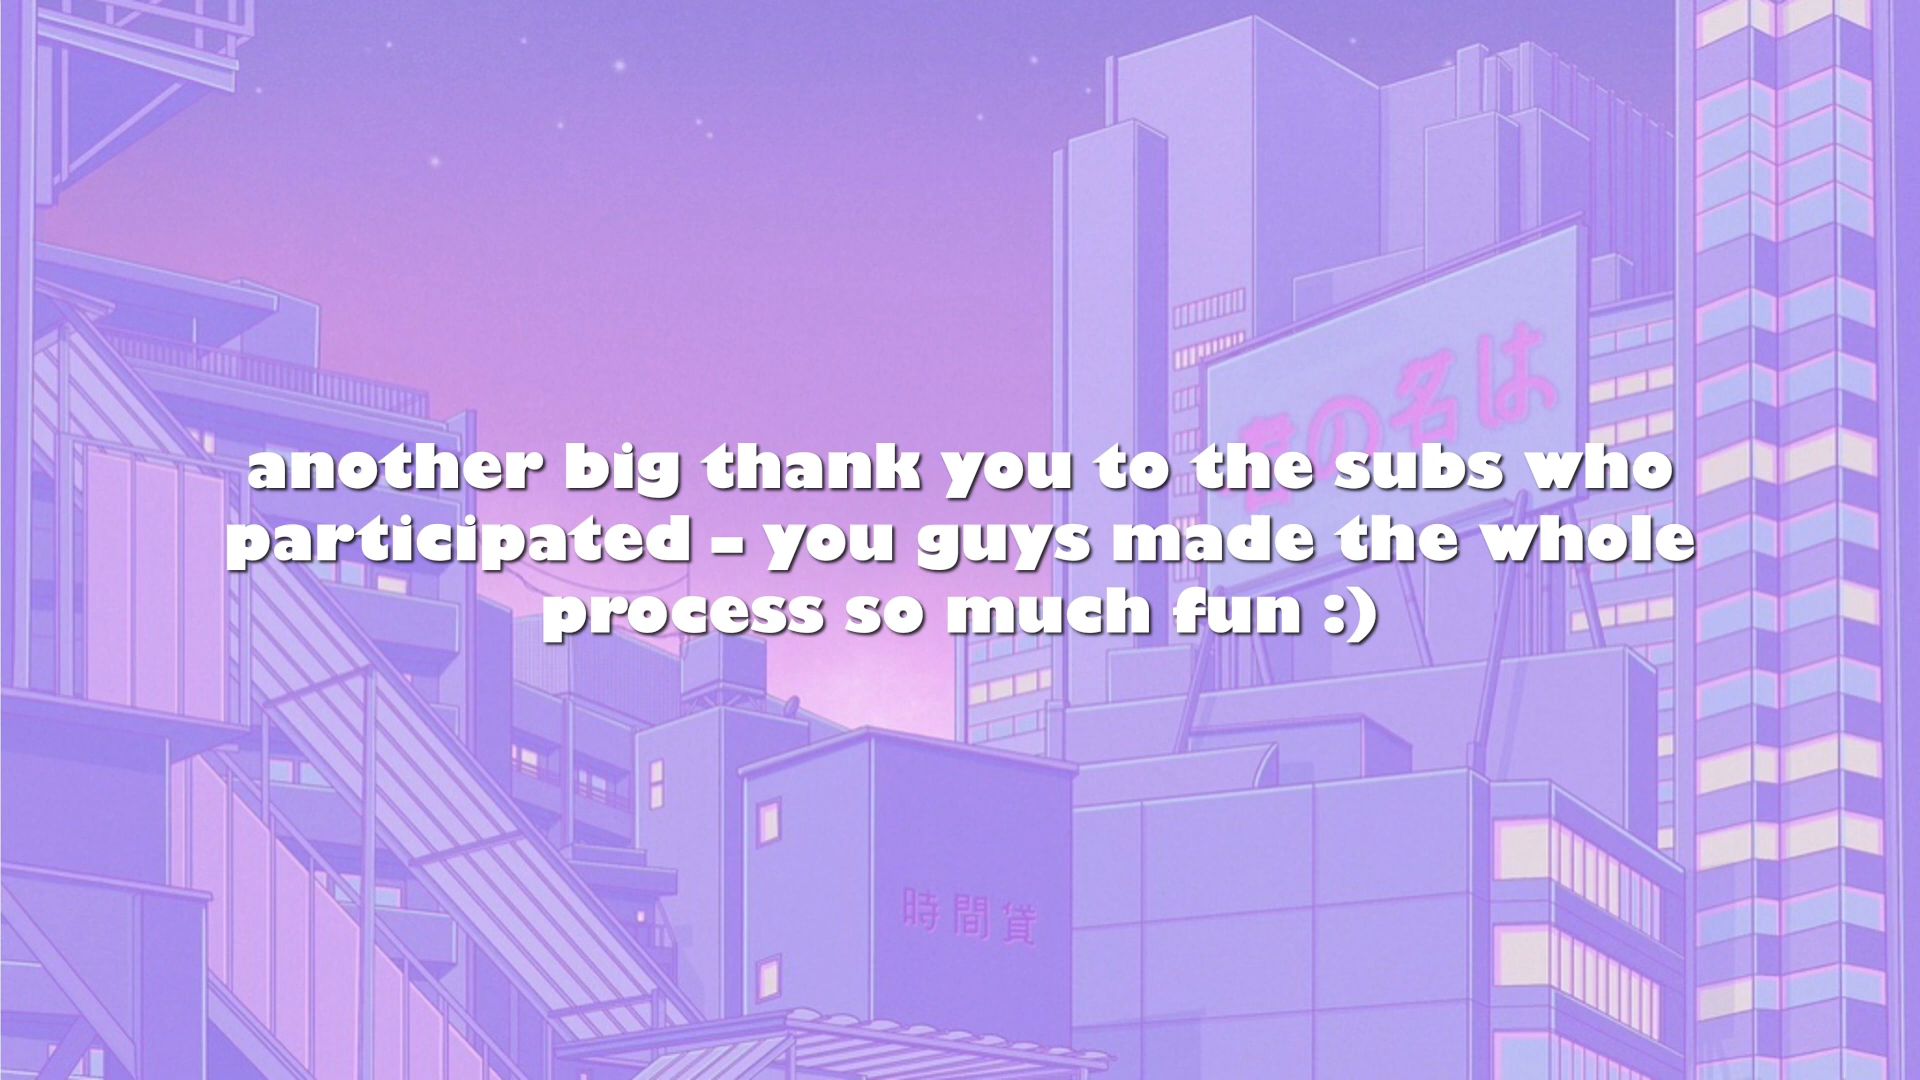 君の名は
another big thank you to the subs who
participated - you guys made the whole
process so much fun :)
時間貸